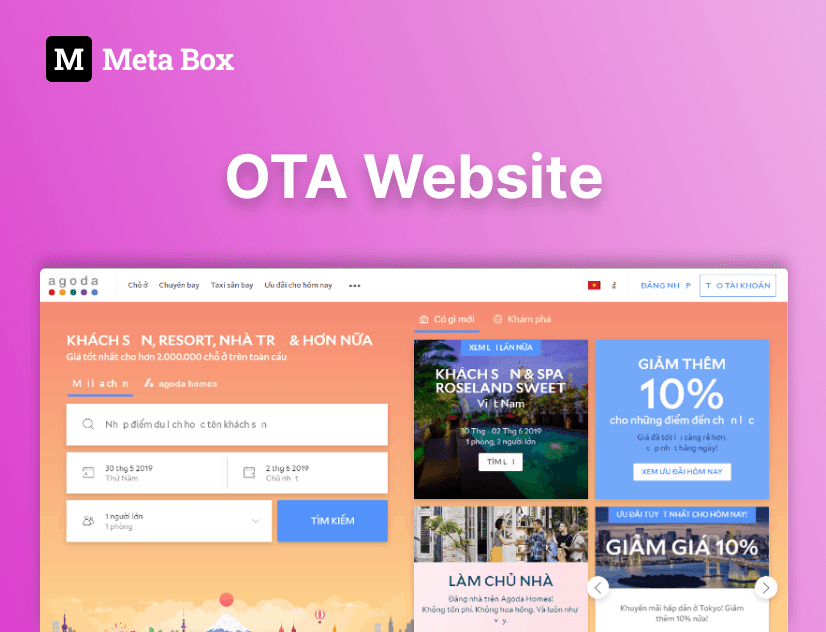 M Meta Box
OTA Website
agoda
Chỗ ở Chuyến bay Taxi sân bay Ưu đãi cho hôm nay •••
₫ ĐĂNG NH P T O TÀI KHOẢN
Có gì mới Khám phá
KHÁCH S N, RESORT, NHÀ TR & HƠN NỮA
Giá tốt nhất cho hơn 2.000.000 chỗ ở trên toàn cầu
M i l a ch n agoda homes
Nh p điểm du l ch ho c tên khách s n
30 thg 5 2019
Thứ Năm
2 thg 6 2019
Chủ nh t
1 người lớn
1 phòng
TÌM KIẾM
XEM L I LẦN NỮA
KHÁCH S N & SPA
ROSELAND SWEET
Vi t Nam
30 Thg - 02 Thg 6 2019
1 phòng, 2 người lớn
TÌM L I
GIẢM THÊM
10%
cho những điểm đến ch n l c
Giá đã tốt l i càng rẻ hơn,
c p nh t hàng ngày!
XEM ƯU ĐÃI HÔM NAY
LÀM CHỦ NHÀ
Đăng nhà trên Agoda Homes!
Không tốn phí. Không hoa hồng. Và luôn như
v y.
ƯU ĐÃI TUY T NHẤT CHO HÔM NAY!
GIẢM GIÁ 10%
Khuyến mãi hấp dẫn ở Tokyo! Giảm
thêm 10% nữa!